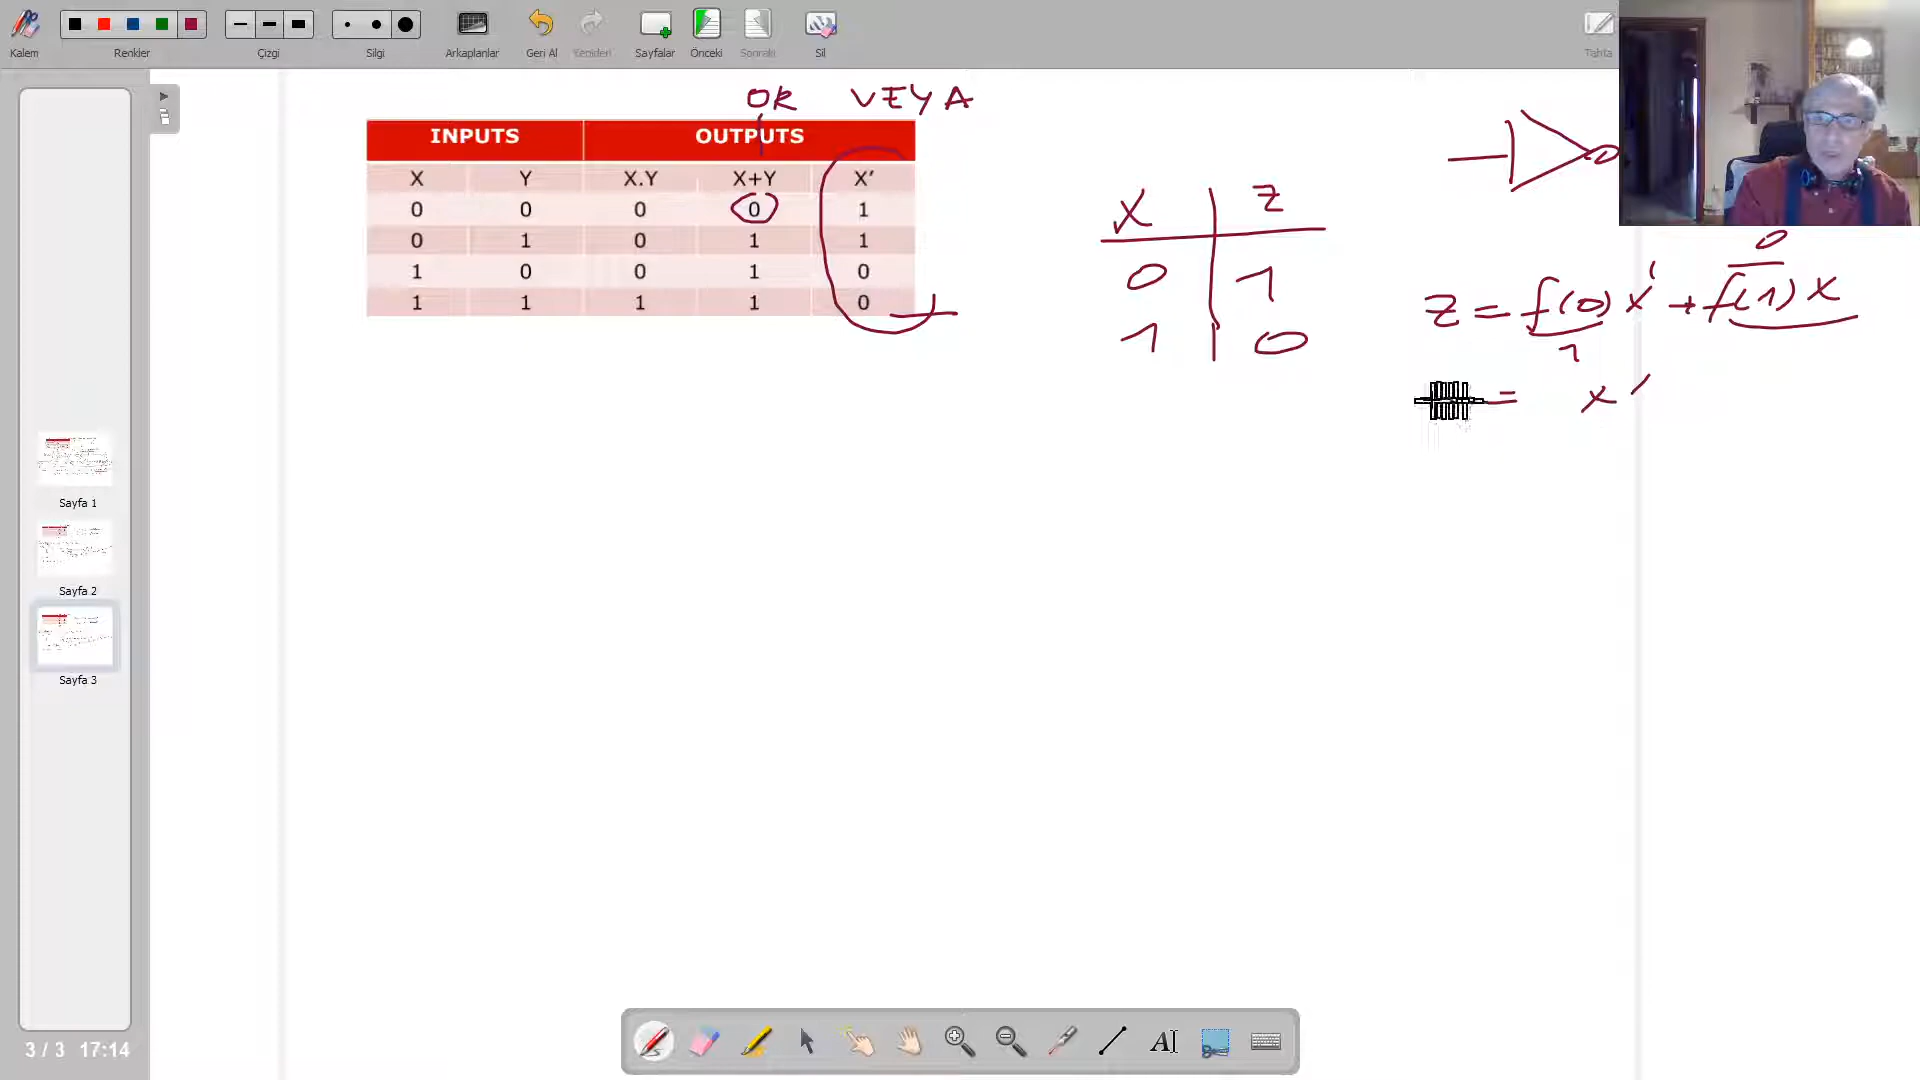 Kalem
Renkler
Çizgi
Silgi
Arkaplanlar
Geri Al
Yenileri
Sayfalar
Önceki
Sonraki
Sil
Tahta
OR VEYA
INPUTS OUTPUTS
X Y X.Y X+Y X′
0 0 0 0 1
0 1 0 1 1
1 0 0 1 0
1 1 1 1 0
X Z
0 1
1 0
0
Z = f(0) x' + f(1) x
1
= x'
Sayfa 1
Sayfa 2
Sayfa 3
3 / 3 17:14
AI